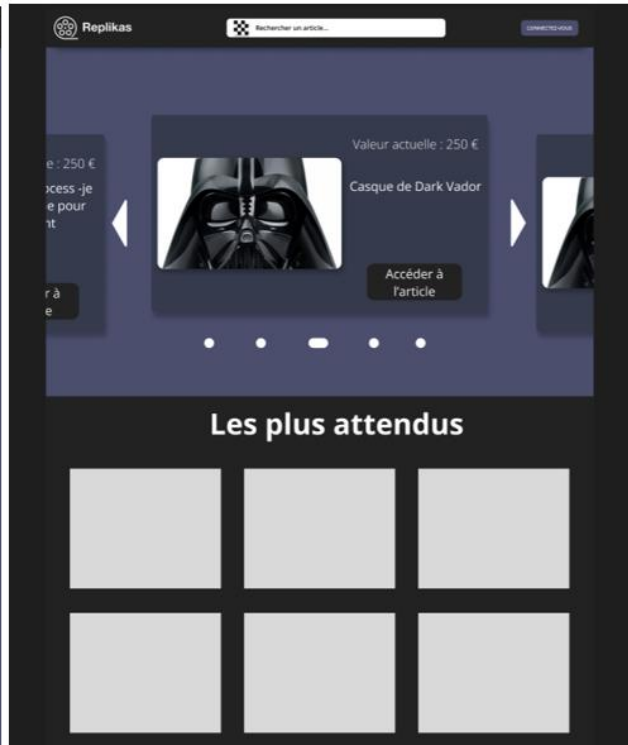 Replikas
Rechercher un article...
CONNECTEZ-VOUS
e : 250 €
ocess -je
e pour
nt
r à
e
Valeur actuelle : 250 €
Casque de Dark Vador
Accéder à
l'article
Les plus attendus